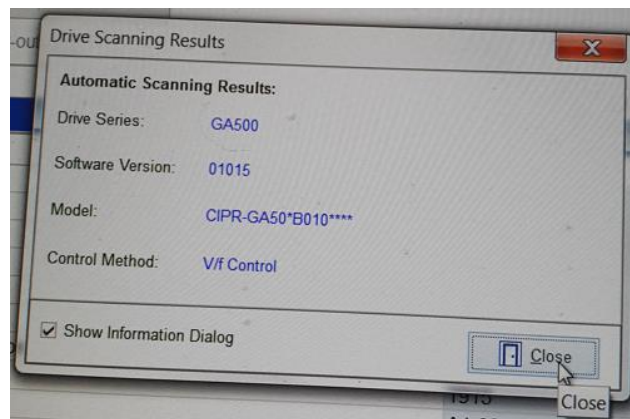 Drive Scanning Results
Automatic Scanning Results:
Drive Series: GA500
Software Version: 01015
Model: CIPR-GA50*B010****
Control Method: V/f Control
Show Information Dialog
Close
Close
1915